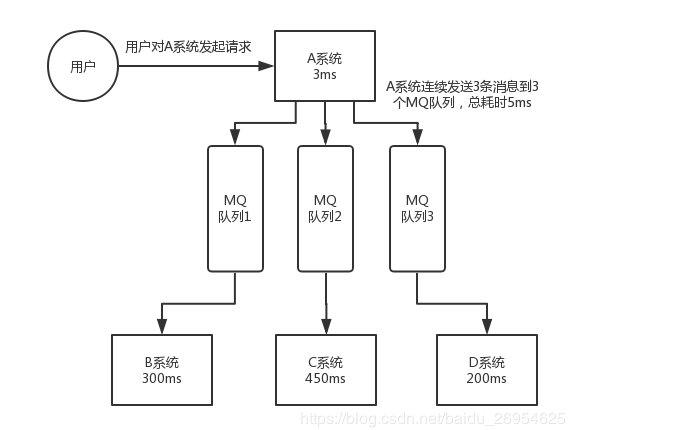 用户对A系统发起请求
用户
A系统
3ms
A系统连续发送3条消息到3
个MQ队列，总耗时5ms
MQ
队列1
MQ
队列2
MQ
队列3
B系统
300ms
C系统
450ms
D系统
200ms
https://blog.csdn.net/baidu_26954625